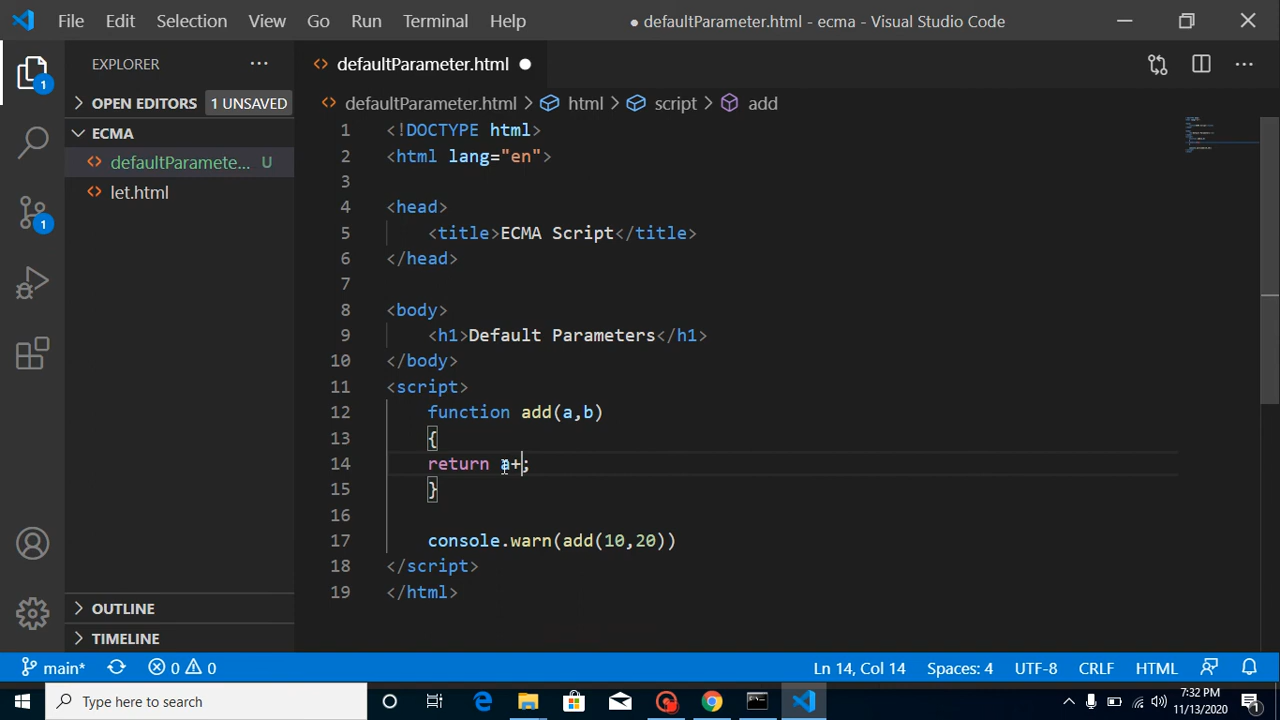 File Edit Selection View Go Run Terminal Help ● defaultParameter.html - ecma - Visual Studio Code
EXPLORER ···
defaultParameter.html
1
OPEN EDITORS 1 UNSAVED
defaultParameter.html > html > script > add
ECMA
defaultParamete... U
let.html
1
1 <!DOCTYPE html>
2 <html lang="en">
3
4 <head>
5 <title>ECMA Script</title>
6 </head>
7
8 <body>
9 <h1>Default Parameters</h1>
10 </body>
11 <script>
12 function add(a,b)
13 {
14 return a+;
15 }
16
17 console.warn(add(10,20))
18 </script>
19 </html>
OUTLINE
TIMELINE
main* 0 0 Ln 14, Col 14 Spaces: 4 UTF-8 CRLF HTML
Type here to search
7:32 PM
11/13/2020
1